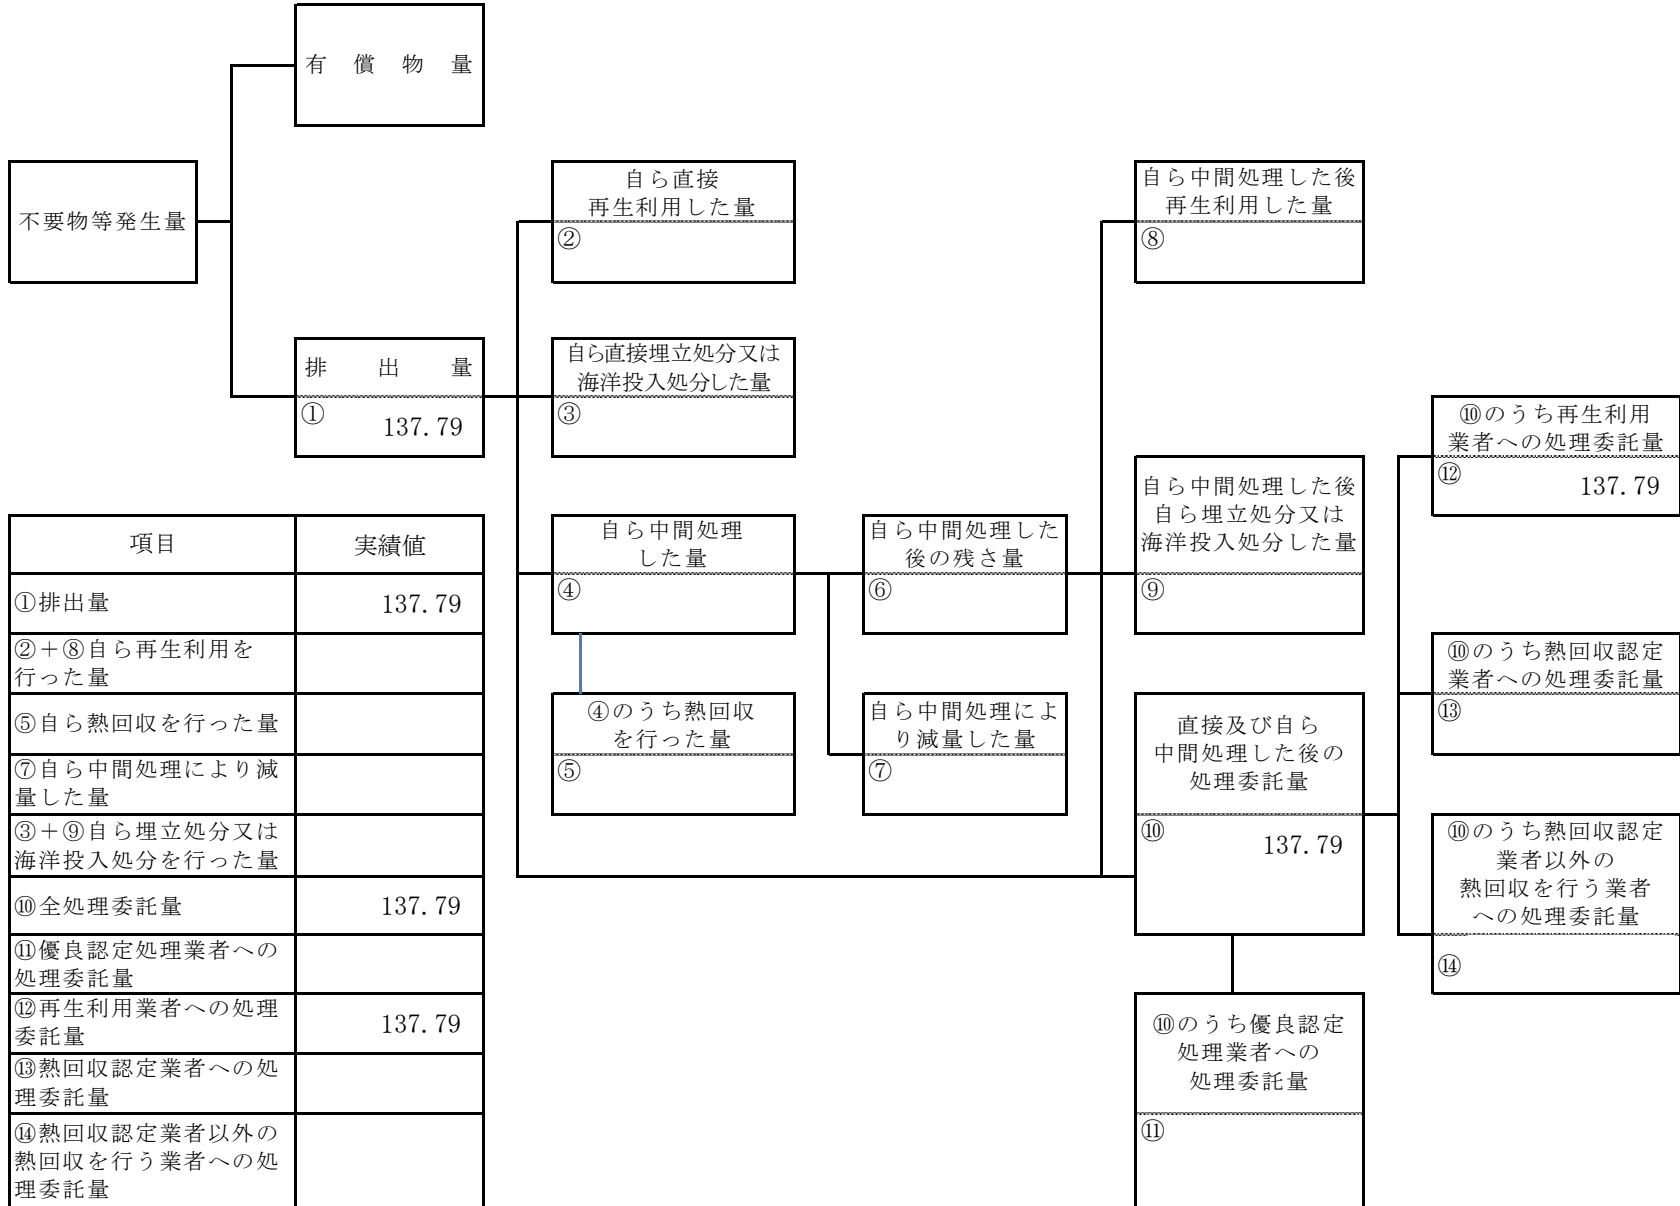 有償物量
不要物等発生量
排出量
① 137.79
自ら直接
再生利用した量
②
自ら直接埋立処分又は
海洋投入処分した量
③
自ら中間処理
した量
④
④のうち熱回収
を行った量
⑤
自ら中間処理した
後の残さ量
⑥
自ら中間処理によ
り減量した量
⑦
自ら中間処理した後
再生利用した量
⑧
自ら中間処理した後
自ら埋立処分又は
海洋投入処分した量
⑨
直接及び自ら
中間処理した後の
処理委託量
⑩ 137.79
⑩のうち優良認定
処理業者への
処理委託量
⑪
⑩のうち再生利用
業者への処理委託量
⑫ 137.79
⑩のうち熱回収認定
業者への処理委託量
⑬
⑩のうち熱回収認定
業者以外の
熱回収を行う業者
への処理委託量
⑭
項目 実績値
①排出量 137.79
②＋⑧自ら再生利用を
行った量
⑤自ら熱回収を行った量
⑦自ら中間処理により減
量した量
③＋⑨自ら埋立処分又は
海洋投入処分を行った量
⑩全処理委託量 137.79
⑪優良認定処理業者への
処理委託量
⑫再生利用業者への処理
委託量 137.79
⑬熱回収認定業者への処
理委託量
⑭熱回収認定業者以外の
熱回収を行う業者への処
理委託量